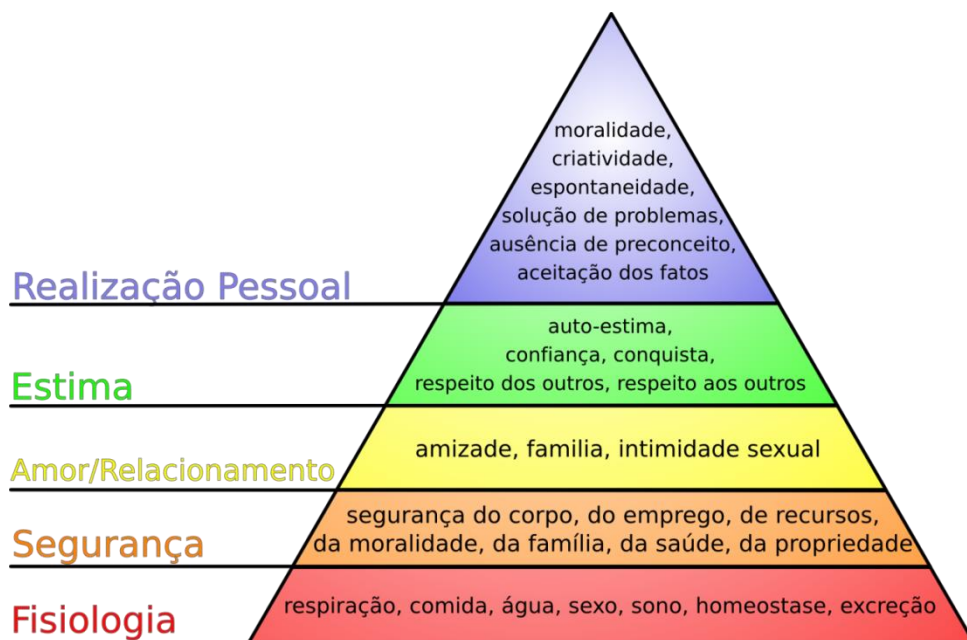 moralidade,
criatividade,
espontaneidade,
solução de problemas,
ausência de preconceito,
aceitação dos fatos
Realização Pessoal
auto-estima,
confiança, conquista,
respeito dos outros, respeito aos outros
Estima
amizade, familia, intimidade sexual
Amor/Relacionamento
segurança do corpo, do emprego, de recursos,
da moralidade, da família, da saúde, da propriedade
Segurança
respiração, comida, água, sexo, sono, homeostase, excreção
Fisiologia